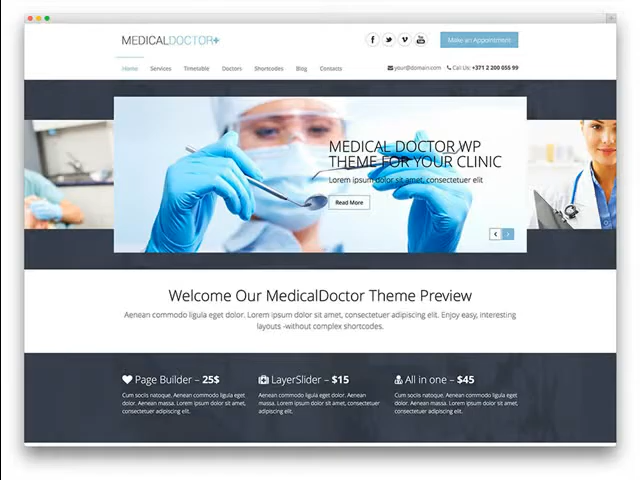 MEDICALDOCTOR
Make an Appointment
Home Services Timetable Doctors Shortcodes Blog Contacts
your@domain.com Call Us: +371 2 200 055 99
MEDICAL DOCTOR WP
THEME FOR YOUR CLINIC
Lorem ipsum dolor sit amet, consectetuer elit
Read More
Welcome Our MedicalDoctor Theme Preview
Aenean commodo ligula eget dolor. Lorem ipsum dolor sit amet, consectetuer adipiscing elit. Enjoy easy, interesting
layouts -without complex shortcodes.
Page Builder – 25$
Cum sociis natoque, Aenean commodo ligula eget
dolor. Aenean massa. Lorem ipsum dolor sit amet,
consectetuer adipiscing elit.
LayerSlider – $15
Aenean commodo ligula eget dolor. Aenean massa.
Cum sociis natoque. Lorem ipsum dolor sit amet,
consectetuer adipiscing elit.
All in one – $45
Cum sociis natoque. Aenean commodo ligula eget
dolor. Aenean massa. Lorem ipsum dolor sit amet,
consectetuer adipiscing elit.